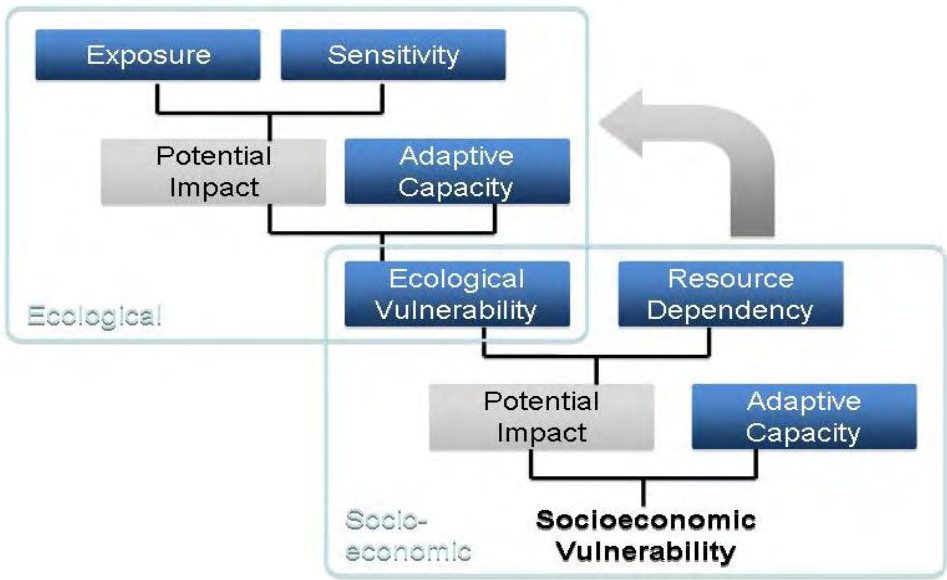 Exposure
Sensitivity
Potential
Impact
Adaptive
Capacity
Ecological
Vulnerability
Resource
Dependency
Ecological
Potential
Impact
Adaptive
Capacity
Socio-
economic
Socioeconomic
Vulnerability